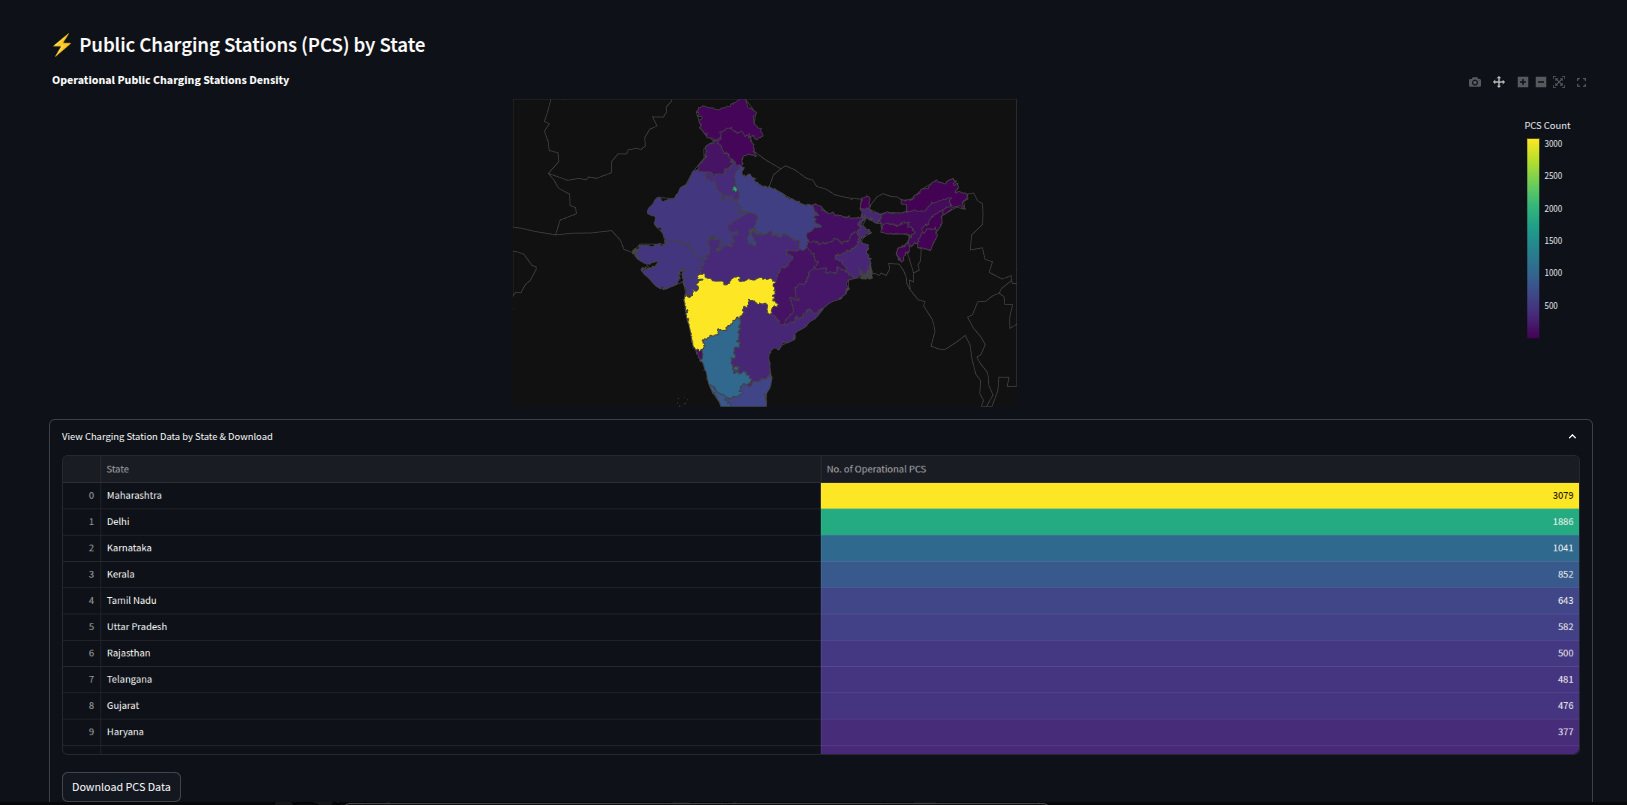 ⚡ Public Charging Stations (PCS) by State
Operational Public Charging Stations Density
PCS Count
3000
2500
2000
1500
1000
500
View Charging Station Data by State & Download
State No. of Operational PCS
0 Maharashtra 3079
1 Delhi 1886
2 Karnataka 1041
3 Kerala 852
4 Tamil Nadu 643
5 Uttar Pradesh 582
6 Rajasthan 500
7 Telangana 481
8 Gujarat 476
9 Haryana 377
Download PCS Data